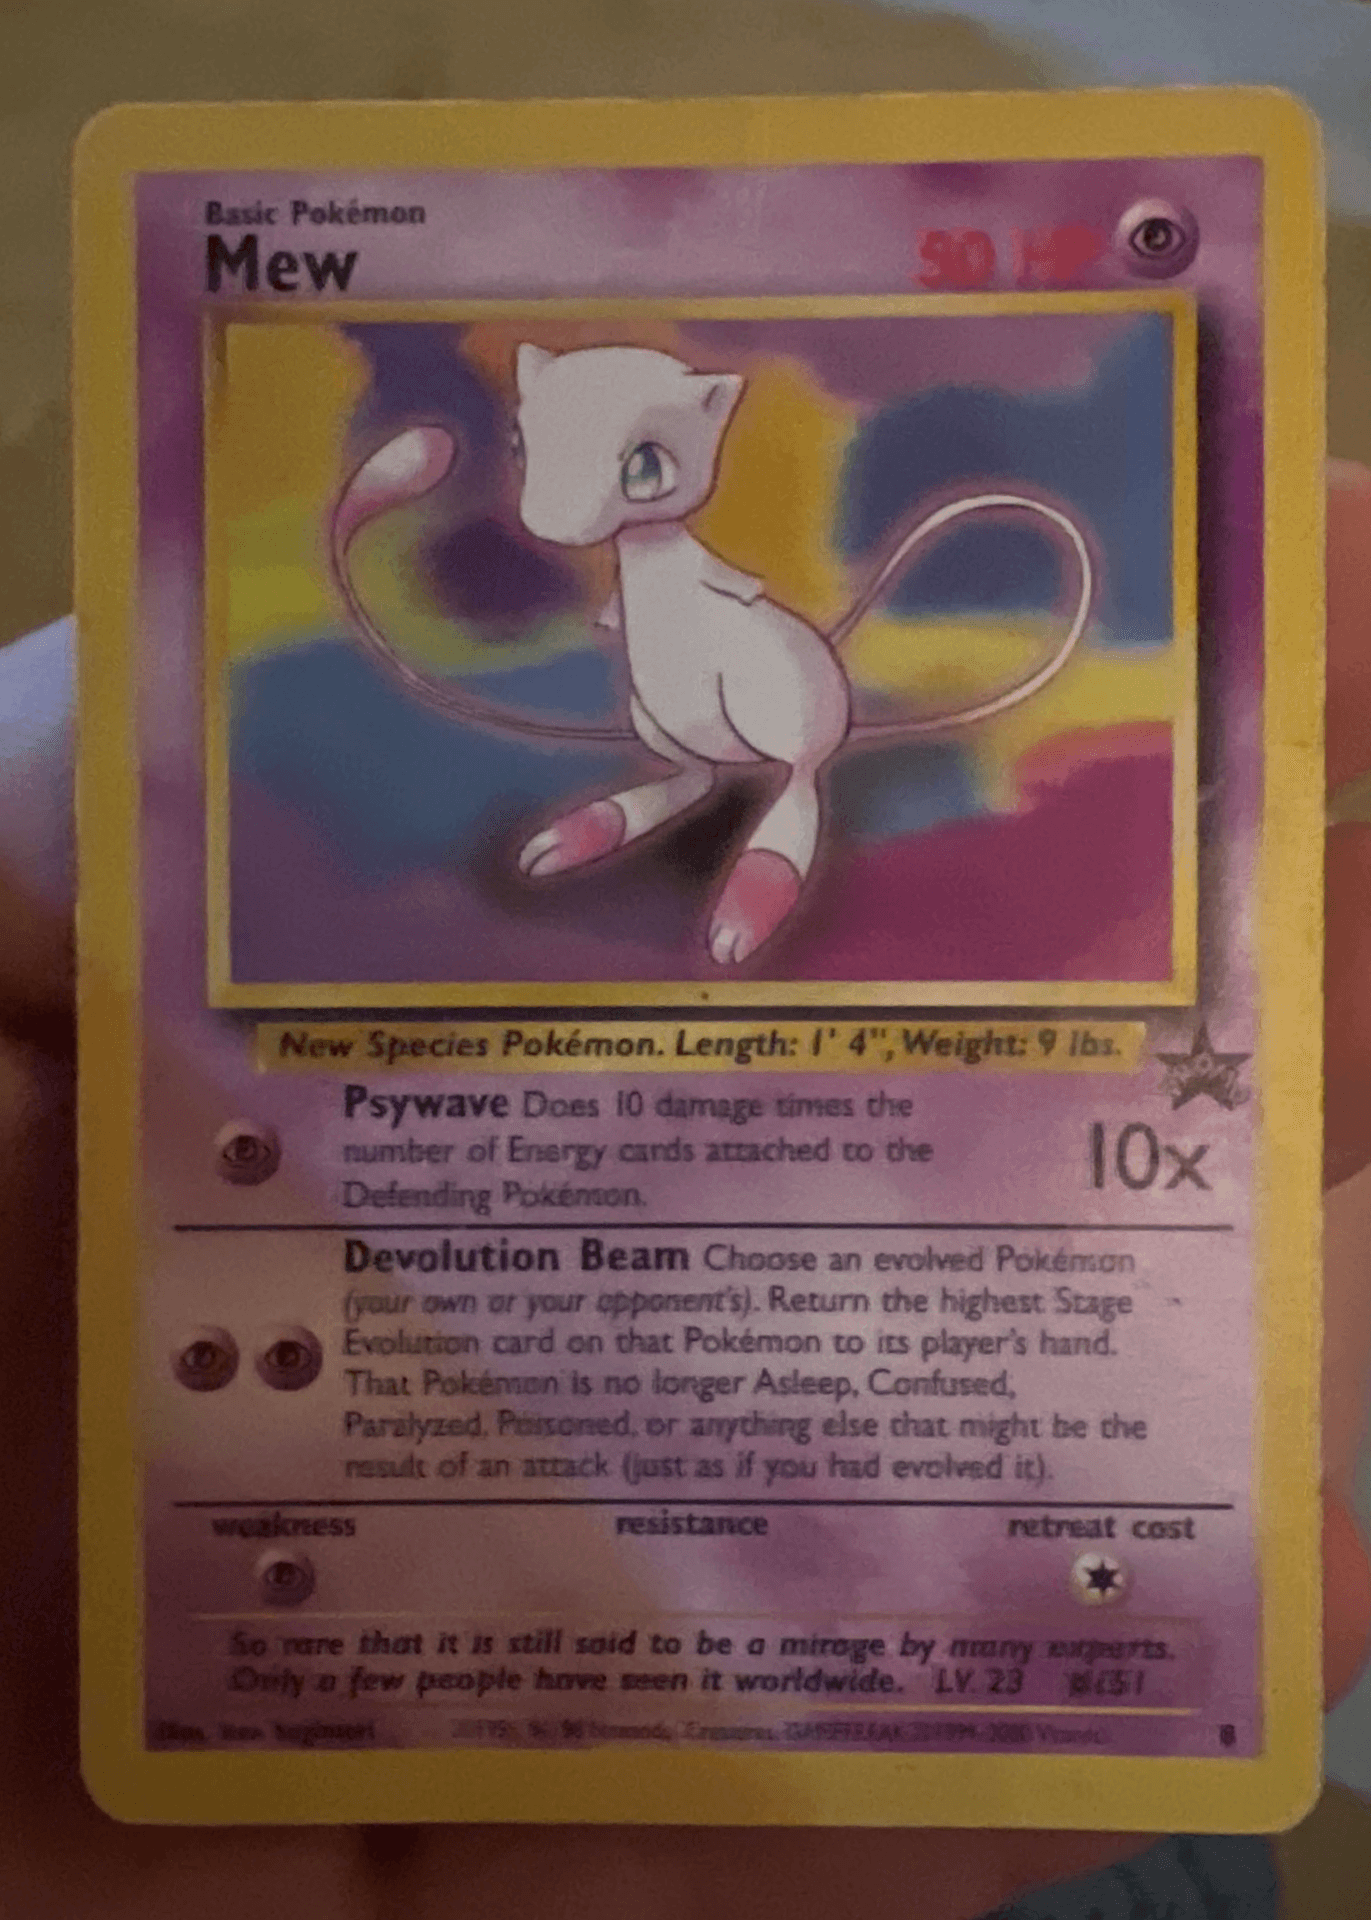 Basic Pokémon
Mew
New Species Pokémon. Length: 1' 4", Weight: 9 lbs.
Psywave Does 10 damage times the
number of Energy cards attached to the
Defending Pokémon.
10x
Devolution Beam Choose an evolved Pokémon
(your own or your opponent's). Return the highest Stage
Evolution card on that Pokémon to its player's hand.
That Pokémon is no longer Asleep, Confused,
Paralyzed, Poisoned, or anything else that might be the
result of an attack (just as if you had evolved it).
weakness resistance retreat cost
So rare that it is still said to be a mirage by many experts.
Only a few people have seen it worldwide. LV. 23
8